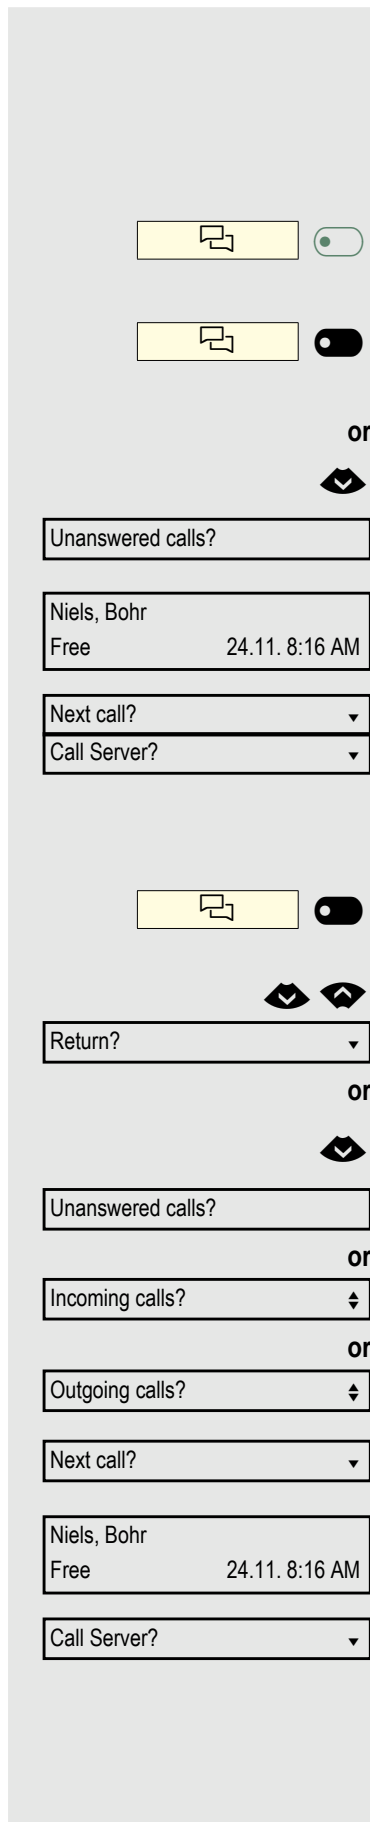 or
Unanswered calls?
Niels, Bohr
Free 24.11. 8:16 AM
Next call?
Call Server?
Return?
or
Unanswered calls?
or
Incoming calls?
or
Outgoing calls?
Next call?
Niels, Bohr
Free 24.11. 8:16 AM
Call Server?